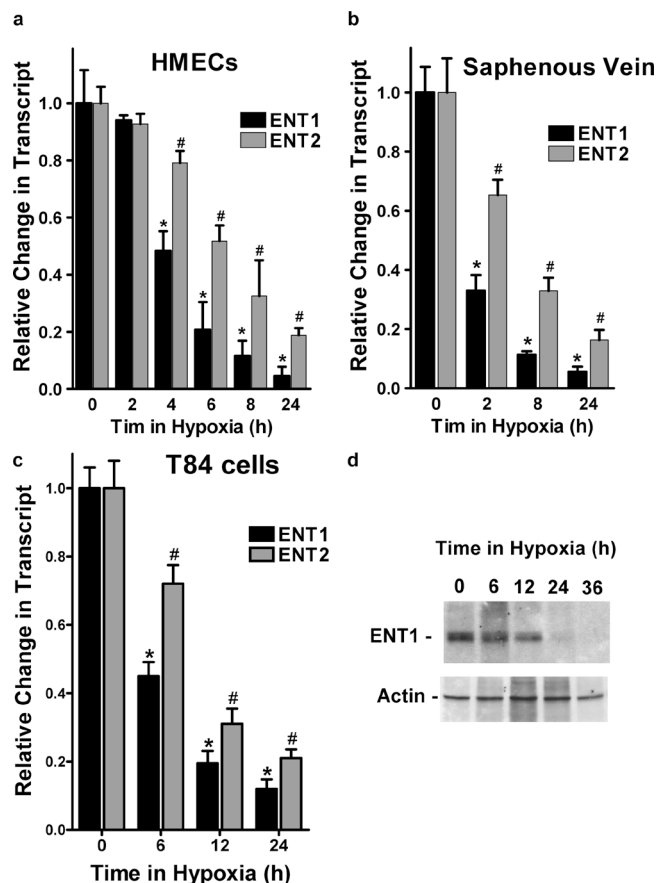 a
HMECs
Relative Change in Transcript
1.0
0.8
0.6
0.4
0.2
0.0
ENT1
ENT2
* # * # * # * #
0 2 4 6 8 24
Tim in Hypoxia (h)
b
Saphenous Vein
Relative Change in Transcript
1.0
0.8
0.6
0.4
0.2
0.0
ENT1
ENT2
* # * # * #
0 2 8 24
Tim in Hypoxia (h)
c
T84 cells
Relative Change in Transcript
1.0
0.8
0.6
0.4
0.2
0.0
ENT1
ENT2
* # * # * #
0 6 12 24
Time in Hypoxia (h)
d
Time in Hypoxia (h)
0 6 12 24 36
ENT1 -
Actin -